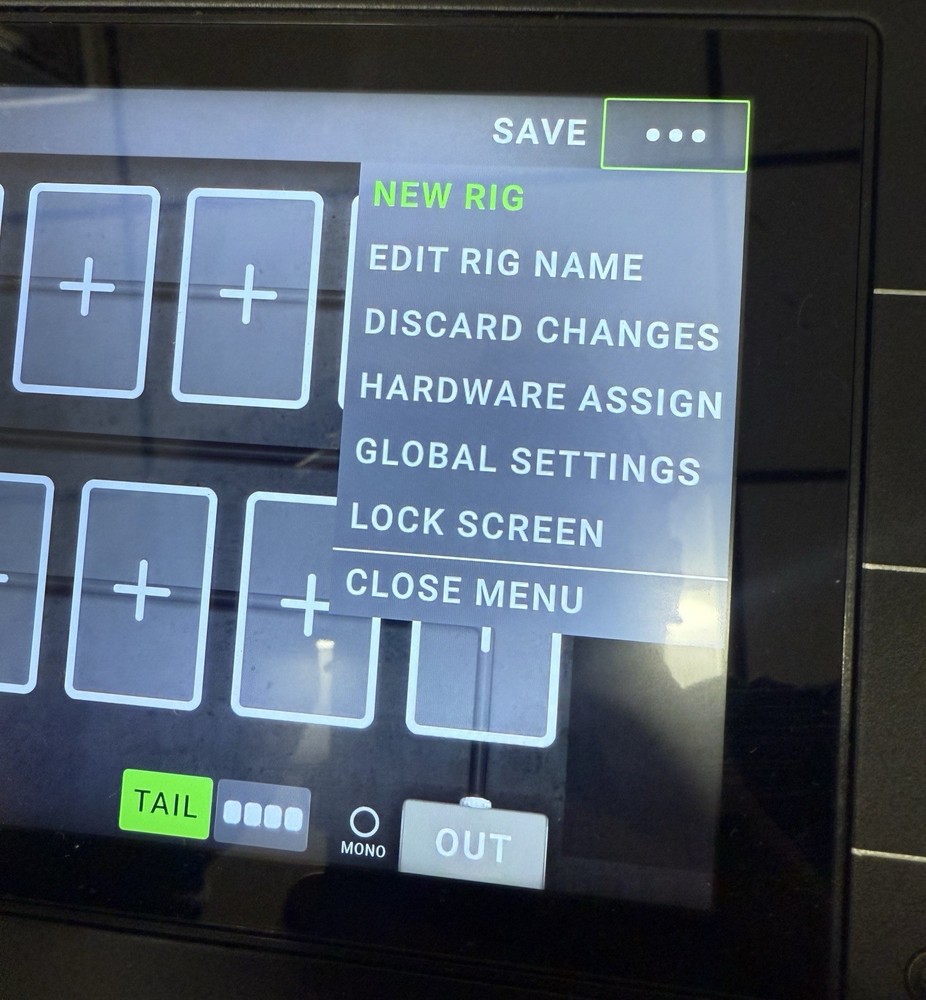 SAVE
NEW RIG
EDIT RIG NAME
DISCARD CHANGES
HARDWARE ASSIGN
GLOBAL SETTINGS
LOCK SCREEN
CLOSE MENU
TAIL
MONO
OUT